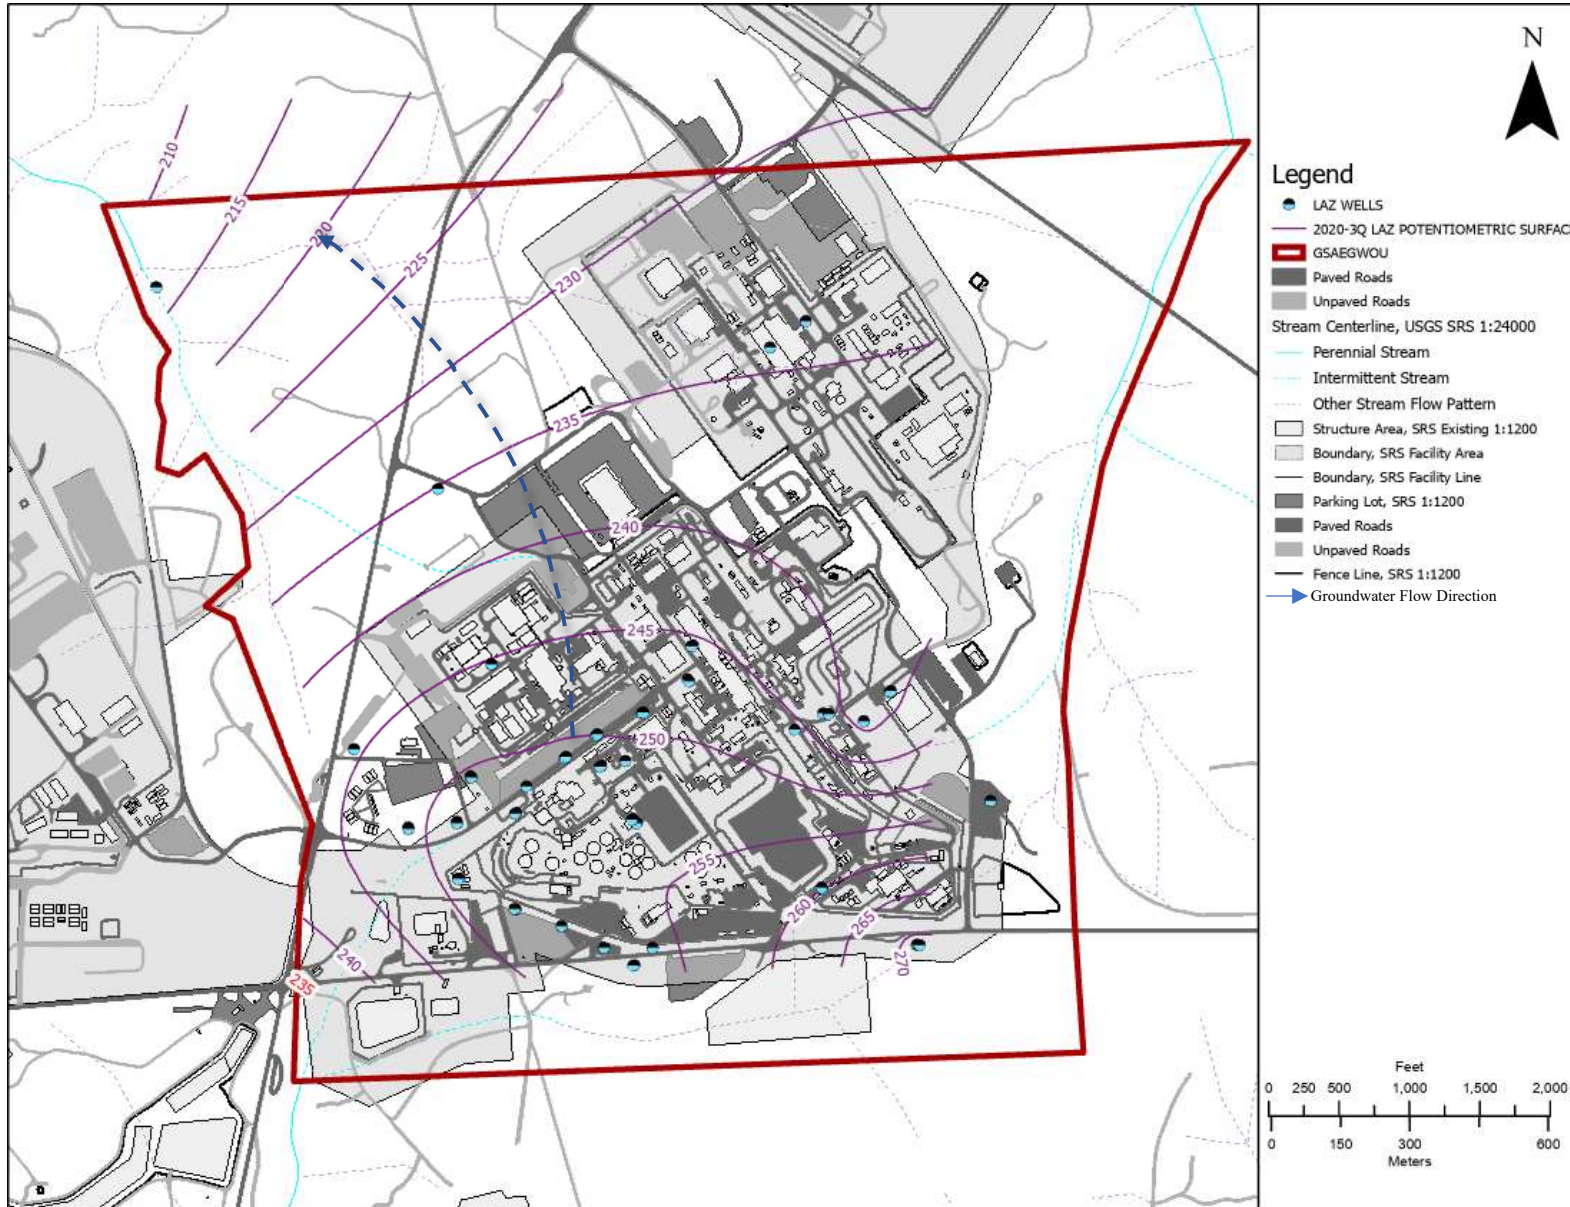 N
Legend
LAZ WELLS
2020-3Q LAZ POTENTIOMETRIC SURFAC
GSAEGWOU
Paved Roads
Unpaved Roads
Stream Centerline, USGS SRS 1:24000
Perennial Stream
Intermittent Stream
Other Stream Flow Pattern
Structure Area, SRS Existing 1:1200
Boundary, SRS Facility Area
Boundary, SRS Facility Line
Parking Lot, SRS 1:1200
Paved Roads
Unpaved Roads
Fence Line, SRS 1:1200
Groundwater Flow Direction
210
215
220
225
230
235
240
245
250
255
260
265
270
240
235
Feet
0 250 500 1,000 1,500 2,000
0 150 300 600
Meters